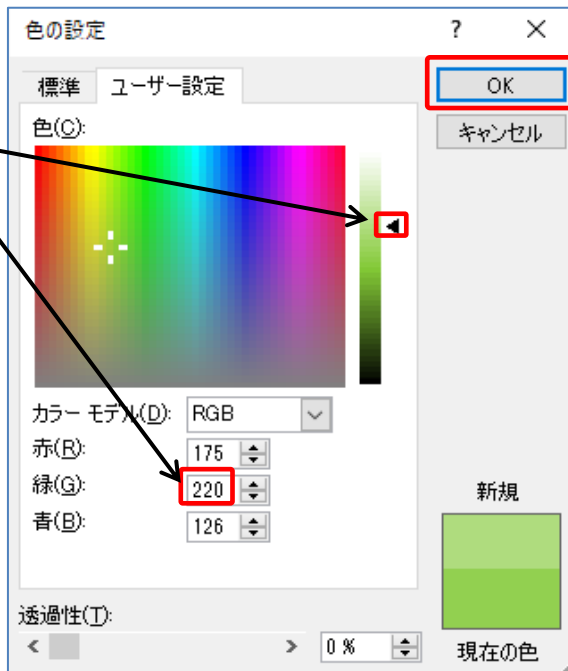 色の設定
?
標準 ユーザー設定
OK
キャンセル
色(C):
カラー モデル(D): RGB
赤(R): 175
緑(G): 220
青(B): 126
新規
現在の色
透過性(T):
0 %